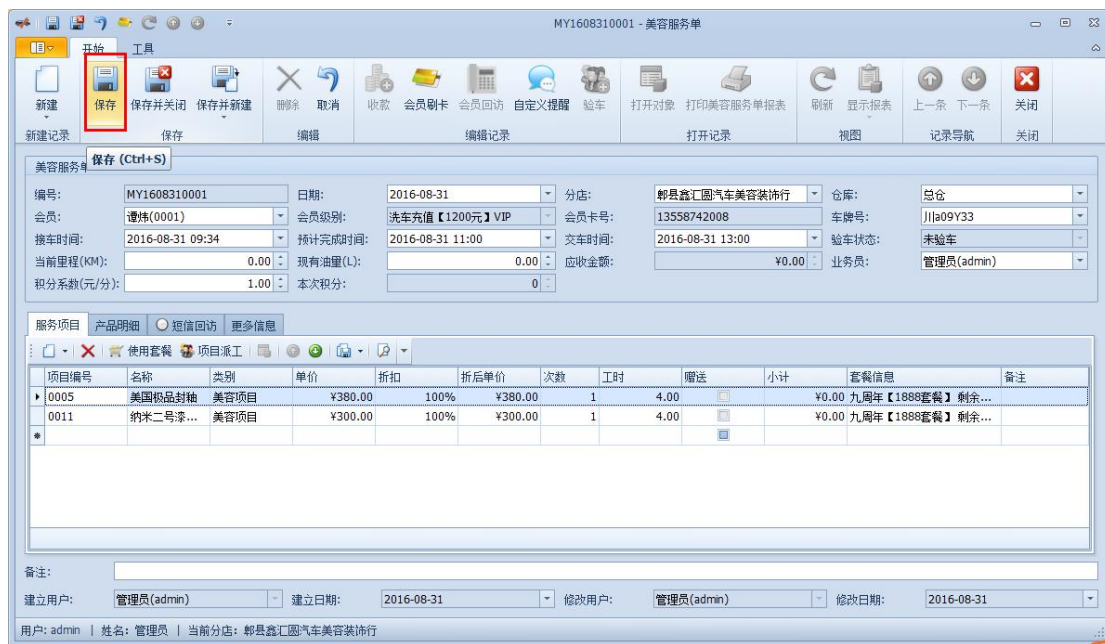 MY1608310001 - 美容服务单
开始 工具
新建 保存 保存并关闭 保存并新建 删除 取消 收款 会员刷卡 会员回访 自定义提醒 验车 打开对象 打印美容服务单报表 刷新 显示报表 上一条 下一条 关闭
新建记录 保存 编辑 编辑记录 打开记录 视图 记录导航 关闭
美容服务单 保存 (Ctrl+S)
编号: MY1608310001 日期: 2016-08-31 分店: 郫县鑫汇圆汽车美容装饰行 仓库: 总仓
会员: 谭炜(0001) 会员级别: 洗车充值【1200元】VIP 会员卡号: 13558742008 车牌号: 川a09Y33
接车时间: 2016-08-31 09:34 预计完成时间: 2016-08-31 11:00 交车时间: 2016-08-31 13:00 验车状态: 未验车
当前里程(KM): 0.00 现有油量(L): 0.00 应收金额: ¥0.00 业务员: 管理员(admin)
积分系数(元/分): 1.00 本次积分: 0
服务项目 产品明细 短信回访 更多信息
使用套餐 项目派工
项目编号 名称 类别 单价 折扣 折后单价 次数 工时 赠送 小计 套餐信息 备注
0005 美国极品封釉 美容项目 ¥380.00 100% ¥380.00 1 4.00 ¥0.00 九周年【1888套餐】剩余...
0011 纳米二号漆... 美容项目 ¥300.00 100% ¥300.00 1 4.00 ¥0.00 九周年【1888套餐】剩余...
备注:
建立用户: 管理员(admin) 建立日期: 2016-08-31 修改用户: 管理员(admin) 修改日期: 2016-08-31
用户: admin | 姓名: 管理员 | 当前分店: 郫县鑫汇圆汽车美容装饰行